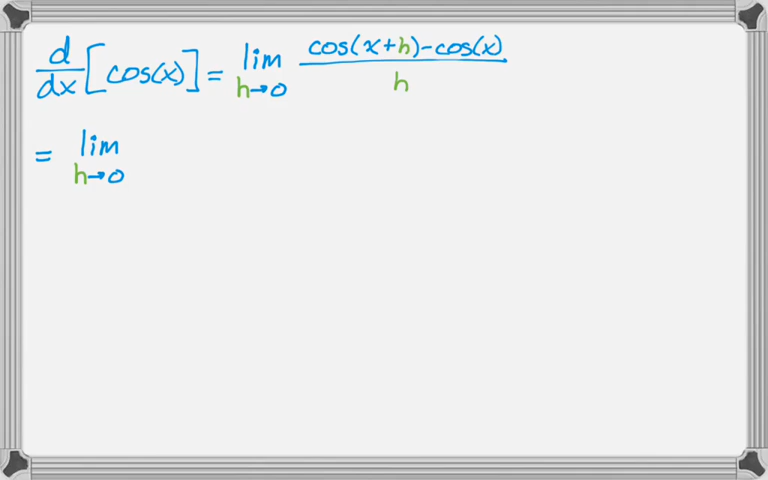 d/dx [cos(x)] = lim h→0 (cos(x+h)-cos(x))/h
= lim h→0